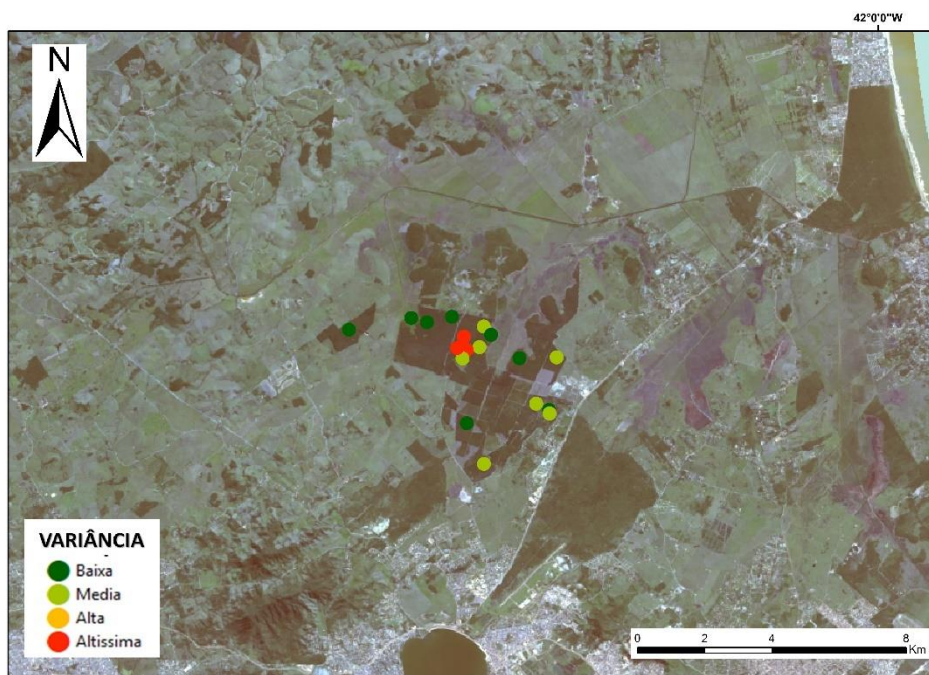 42°0'0"W
N
VARIÂNCIA
Baixa
Media
Alta
Altissima
0 2 4 8
Km